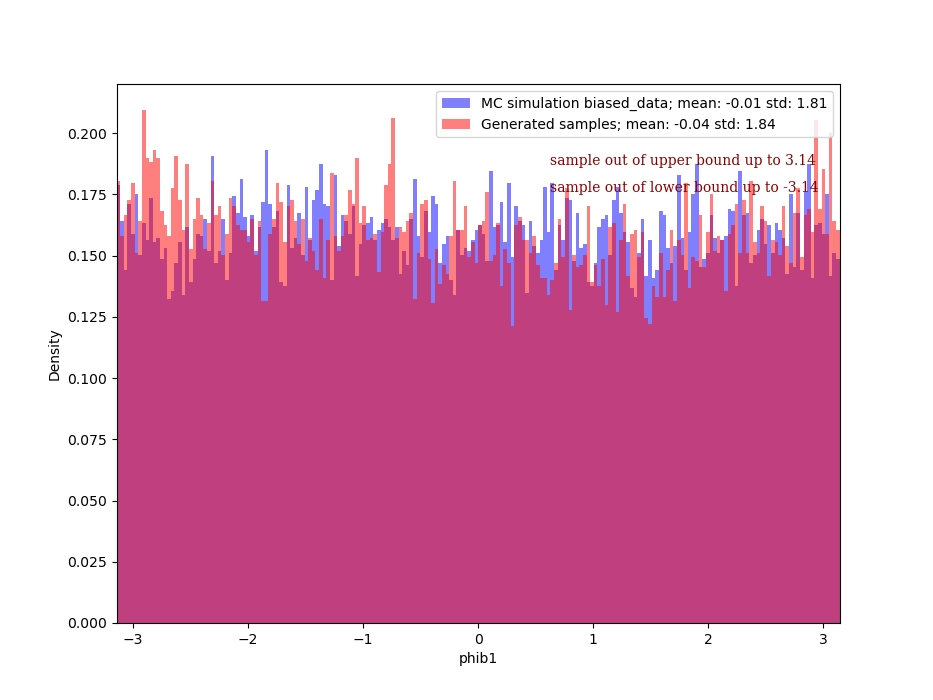 MC simulation biased_data; mean: -0.01 std: 1.81
Generated samples; mean: -0.04 std: 1.84
sample out of upper bound up to 3.14
sample out of lower bound up to -3.14
0.200
0.175
0.150
0.125
0.100
0.075
0.050
0.025
0.000
Density
−3 −2 −1 0 1 2 3
phib1